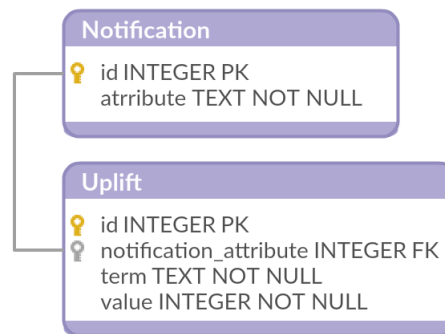 Notification
id INTEGER PK
atrribute TEXT NOT NULL
Uplift
id INTEGER PK
notification_attribute INTEGER FK
term TEXT NOT NULL
value INTEGER NOT NULL